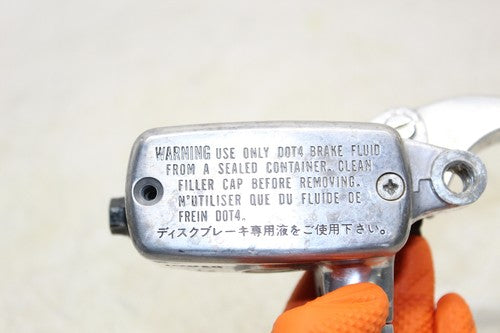 WARNING USE ONLY DOT4 BRAKE FLUID
FROM A SEALED CONTAINER. CLEAN
FILLER CAP BEFORE REMOVING.
N'UTILISER QUE DU FLUIDE DE
FREIN DOT4.
ディスクブレーキ専用液をご使用下さい。